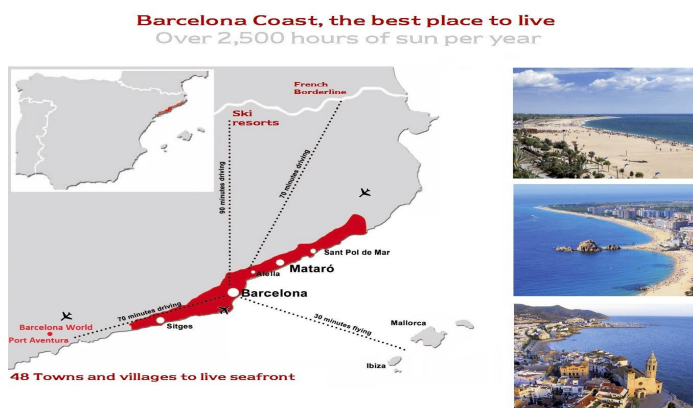 Barcelona Coast, the best place to live
Over 2,500 hours of sun per year
French
Borderline
Ski
resorts
90 minutes driving
70 minutes driving
Sant Pol de Mar
Mataró
Alella
Barcelona
70 minutes driving
30 minutes flying
Barcelona World
Port Aventura
Sitges
Mallorca
Ibiza
48 Towns and villages to live seafront